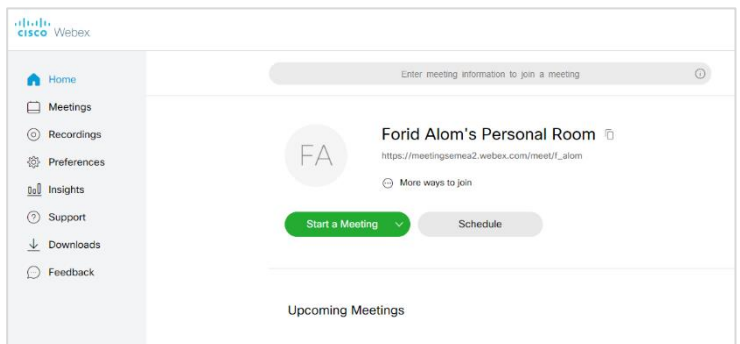 cisco Webex
Enter meeting information to join a meeting
Home
Meetings
Recordings
Preferences
Insights
Support
Downloads
Feedback
FA
Forid Alom's Personal Room
https://meetingsemea2.webex.com/meet/f_alom
More ways to join
Start a Meeting
Schedule
Upcoming Meetings